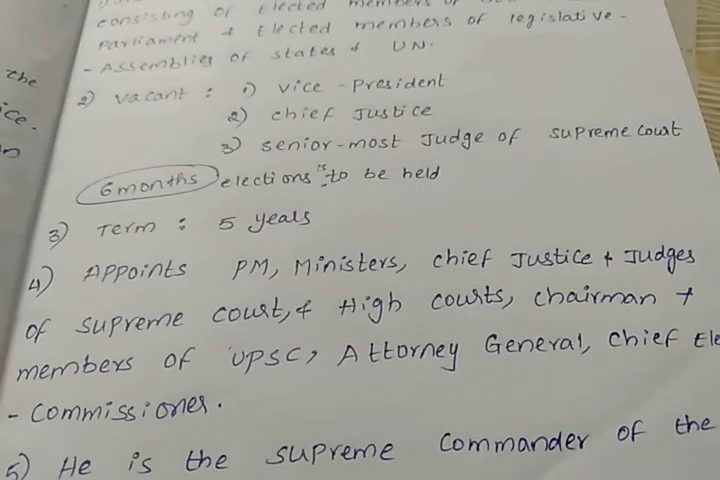 consisting of elected members of
Parliament & Elected members of legislative -
- Assemblies of states & UN.
the
2) vacant : 1) vice - President
ice.
2) chief Justice
3) senior-most Judge of supreme court
6 months elections is to be held
3) Term : 5 years
4) Appoints PM, Ministers, chief Justice & Judges
of supreme court, & High courts, chairman +
members of UPSC, Attorney General, chief Ele
- commissioner.
5) He is the supreme commander of the